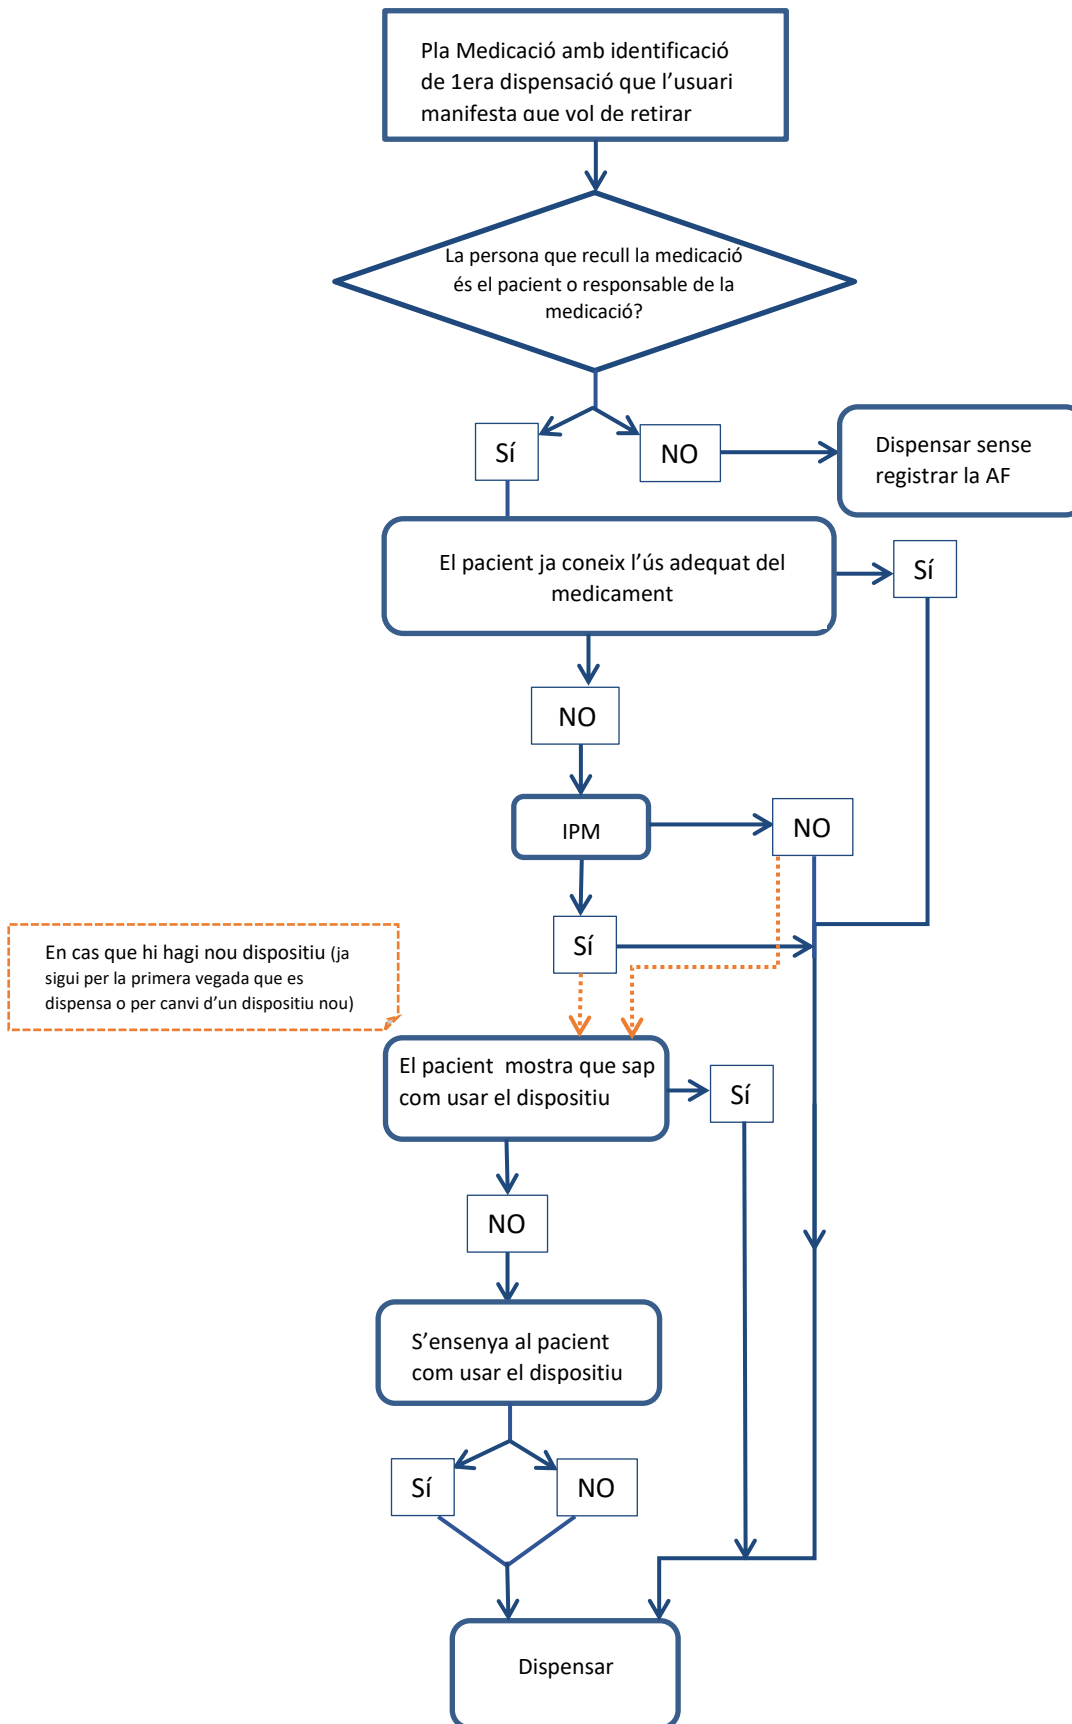 Pla Medicació amb identificació
de 1era dispensació que l’usuari
manifesta que vol de retirar
La persona que recull la medicació
és el pacient o responsable de la
medicació?
Sí
NO
Dispensar sense
registrar la AF
El pacient ja coneix l’ús adequat del
medicament
Sí
NO
IPM
NO
Sí
En cas que hi hagi nou dispositiu (ja
sigui per la primera vegada que es
dispensa o per canvi d’un dispositiu nou)
El pacient mostra que sap
com usar el dispositiu
Sí
NO
S’ensenya al pacient
com usar el dispositiu
Sí
NO
Dispensar